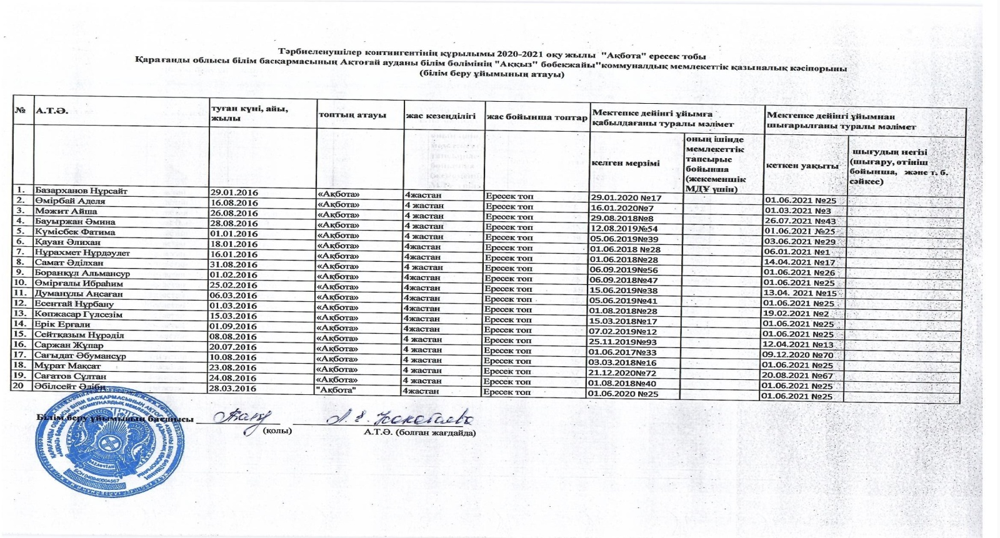 Тәрбиеленушілер контингентінің құрылымы 2020-2021 оқу жылы "Ақбота" ересек тобы
Қарағанды облысы білім басқармасының Ақтоғай ауданы білім бөлімінің "Аққыз" бөбекжайы"коммуналдық мемлекеттік қазыналық кәсіпорыны
(білім беру ұйымының атауы)
№ А.Т.Ә. туған күні, айы, жылы топтың атауы жас кезеңділігі жас бойынша топтар Мектепке дейінгі ұйымға қабылдағаны туралы мәлімет Мектепке дейінгі ұйымнан шығарылғаны туралы мәлімет
келген мерзімі оның ішінде мемлекеттік тапсырыс бойынша (жекеменшік МДҰ үшін) кеткен уақыты шығудың негізі (шығару, өтініш бойынша, және т. б. сәйкес)
1. Базарханов Нұрсайт 29.01.2016 «Ақбота» 4жастан Ересек топ 29.01.2020 №17 01.06.2021 №25
2. Өмірбай Аделя 16.08.2016 «Ақбота» 4 жастан Ересек топ 16.01.2020№7 01.03.2021 №3
3. Мәжит Айша 26.08.2016 «Ақбота» 4 жастан Ересек топ 29.08.2018№8 26.07.2021 №43
4. Бауыржан Әмина 28.08.2016 «Ақбота» 4 жастан Ересек топ 12.08.2019№54 01.06.2021 №25
5. Күмісбек Фатима 01.01.2016 «Ақбота» 4 жастан Ересек топ 05.06.2019№39 03.06.2021 №29
6. Қауан Әлихан 18.01.2016 «Ақбота» 4жастан Ересек топ 01.06.2018 №28 06.01.2021 №1
7. Нұрахмет Нұрдәулет 16.01.2016 «Ақбота» 4жастан Ересек топ 01.06.2018№28 14.04.2021 №17
8. Самат Әділхан 31.08.2016 «Ақбота» 4 жастан Ересек топ 06.09.2019№56 01.06.2021 №26
9. Боранқұл Альмансур 01.02.2016 «Ақбота» 4жастан Ересек топ 06.09.2018№47 01.06.2021 №25
10. Өмірғалы Ибраһим 25.02.2016 «Ақбота» 4жастан Ересек топ 15.06.2019№38 13.04. 2021 №15
11. Думанұлы Аңсаған 06.03.2016 «Ақбота» 4жастан Ересек топ 05.06.2019№41 01.06.2021 №25
12. Есентай Нұрбану 01.03.2016 «Ақбота» 4жастан Ересек топ 01.08.2018№28 19.02.2021 №2
13. Көпжасар Гүлсезім 15.03.2016 «Ақбота» 4жастан Ересек топ 15.03.2018№17 01.06.2021 №25
14. Ерік Ерғали 01.09.2016 «Ақбота» 4жастан Ересек топ 07.02.2019№12 01.06.2021 №25
15. Сейтқазым Нұрәділ 08.08.2016 «Ақбота» 4 жастан Ересек топ 25.11.2019№93 12.04.2021 №13
16. Саржан Жұпар 20.07.2016 «Ақбота» 4 жастан Ересек топ 01.06.2017№33 09.12.2020 №70
17. Сағыдат Әбумансұр 10.08.2016 «Ақбота» 4 жастан Ересек топ 03.03.2018№16 01.06.2021 №25
18. Мұрат Мақсат 23.08.2016 «Ақбота» 4 жастан Ересек топ 21.12.2020№72 20.08.2021 №67
19. Сағатов Сұлтан 24.08.2016 «Ақбота» 4 жастан Ересек топ 01.08.2018№40 01.06.2021 №25
20 Әбілсейт Әліби 28.03.2016 "Ақбота" 4жастан Ересек топ 01.06.2020 №25 01.06.2021 №25
Білім беру ұйымының басшысы
(қолы) А.Т.Ә. (болған жағдайда)
БСН 040940004567